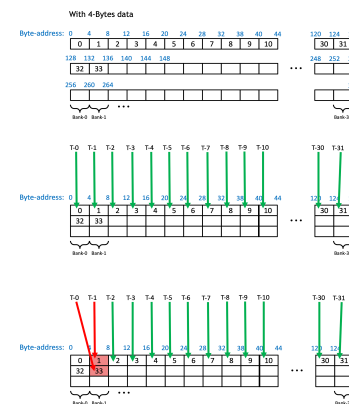 With 4-Bytes data
Byte-address: 0 4 8 12 16 20 24 28 32 36 40 44 120 124
0 1 2 3 4 5 6 7 8 9 10 30 31
128 132 136 140 144 148 248 252
32 33 ...
256 260 264
...
Bank-0 Bank-1
T-0 T-1 T-2 T-3 T-4 T-5 T-6 T-7 T-8 T-9 T-10 T-30 T-31
Byte-address: 0 4 8 12 16 20 24 28 32 36 40 44 120 124
0 1 2 3 4 5 6 7 8 9 10 30 31
32 33 ...
Bank-0 Bank-1
T-0 T-1 T-2 T-3 T-4 T-5 T-6 T-7 T-8 T-9 T-10 T-30 T-31
Byte-address: 0 4 8 12 16 20 24 28 32 36 40 44 120 124
0 1 2 3 4 5 6 7 8 9 10 30 31
32 33 ...
...
Bank-0 Bank-1